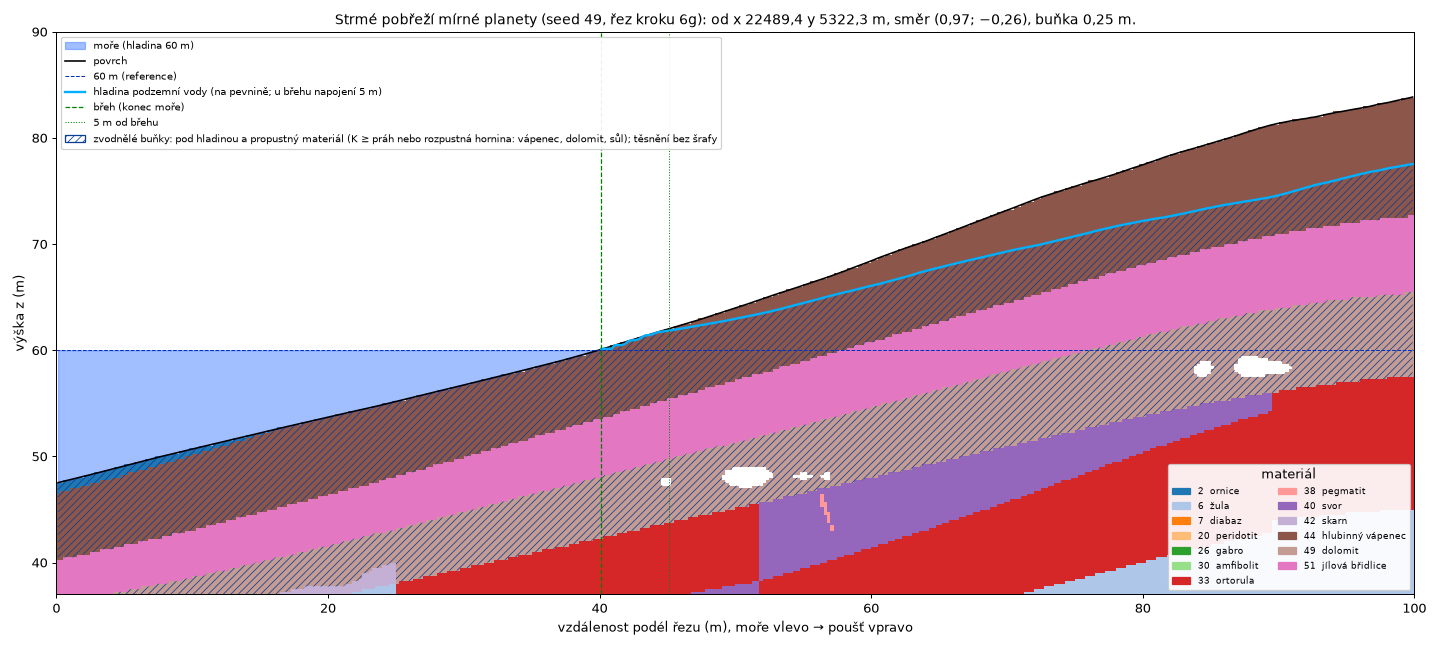 Strmé pobřeží mírné planety (seed 49, řez kroku 6g): od x 22489,4 y 5322,3 m, směr (0,97; −0,26), buňka 0,25 m.
moře (hladina 60 m)
povrch
60 m (reference)
hladina podzemní vody (na pevnině; u břehu napojení 5 m)
břeh (konec moře)
5 m od břehu
zvodnělé buňky: pod hladinou a propustný materiál (K ≥ práh nebo rozpustná hornina: vápenec, dolomit, sůl); těsnění bez šrafy
výška z (m)
90
80
70
60
50
40
materiál
2 ornice
6 žula
7 diabaz
20 peridotit
26 gabro
30 amfibolit
33 ortorula
38 pegmatit
40 svor
42 skarn
44 hlubinný vápenec
49 dolomit
51 jílová břidlice
0 20 40 60 80 100
vzdálenost podél řezu (m), moře vlevo → poušť vpravo